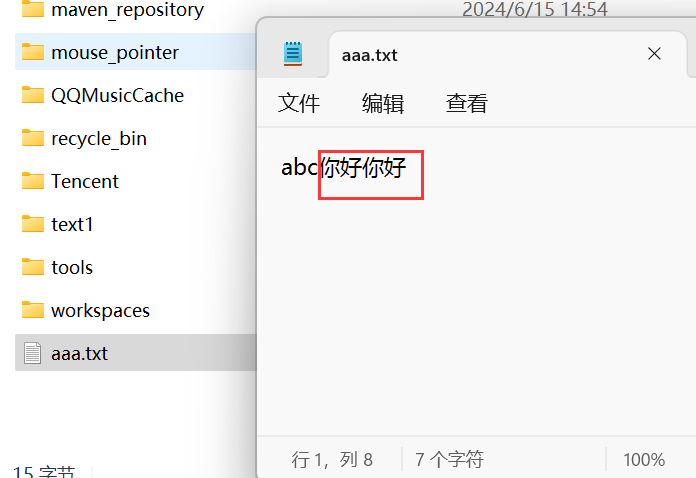 maven_repository
2024/6/15 14:54
mouse_pointer
QQMusicCache
recycle_bin
Tencent
text1
tools
workspaces
aaa.txt
15 字节
aaa.txt
文件 编辑 查看
abc你好你好
行 1，列 8 7 个字符 100%